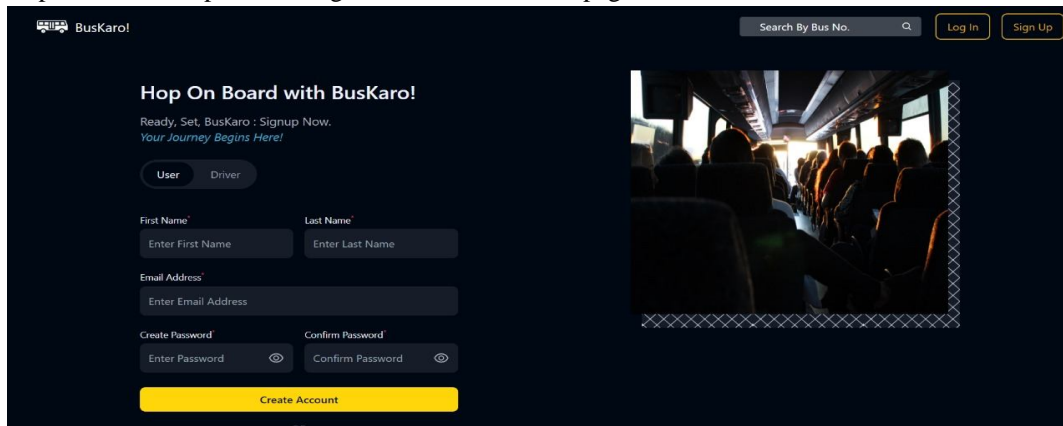 BusKaro!
Search By Bus No.
Log In
Sign Up
Hop On Board with BusKaro!
Ready, Set, BusKaro : Signup Now.
Your Journey Begins Here!
User Driver
First Name* Last Name*
Enter First Name Enter Last Name
Email Address*
Enter Email Address
Create Password* Confirm Password*
Enter Password Confirm Password
Create Account